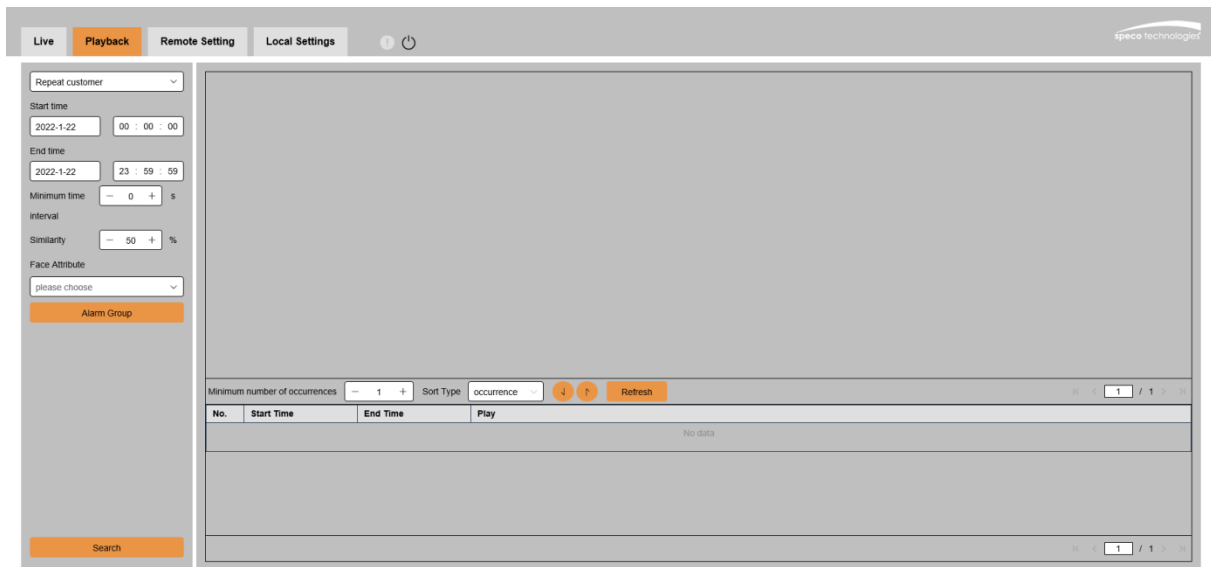 Live Playback Remote Setting Local Settings
speco technologies
Repeat customer
Start time
2022-1-22 00 : 00 : 00
End time
2022-1-22 23 : 59 : 59
Minimum time interval − 0 + s
Similarity − 50 + %
Face Attribute
please choose
Alarm Group
Search
Minimum number of occurrences − 1 + Sort Type occurrence Refresh 1 / 1
No. Start Time End Time Play
No data
1 / 1